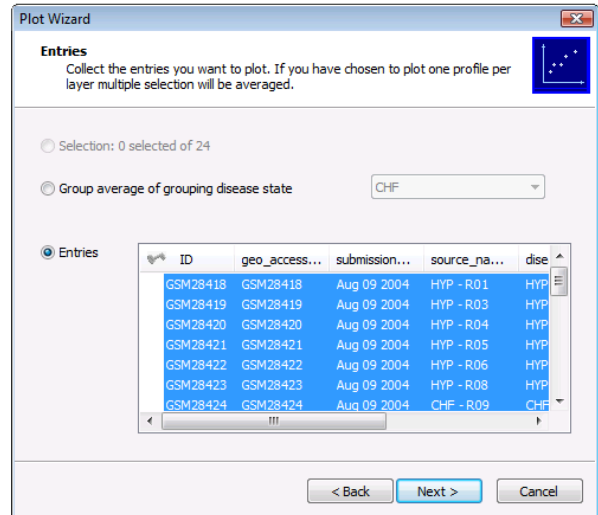 Plot Wizard
Entries
Collect the entries you want to plot. If you have chosen to plot one profile per
layer multiple selection will be averaged.
Selection: 0 selected of 24
Group average of grouping disease state CHF
Entries
ID geo_access... submission... source_na... dise
GSM28418 GSM28418 Aug 09 2004 HYP - R01 HYP
GSM28419 GSM28419 Aug 09 2004 HYP - R03 HYP
GSM28420 GSM28420 Aug 09 2004 HYP - R04 HYP
GSM28421 GSM28421 Aug 09 2004 HYP - R05 HYP
GSM28422 GSM28422 Aug 09 2004 HYP - R06 HYP
GSM28423 GSM28423 Aug 09 2004 HYP - R08 HYP
GSM28424 GSM28424 Aug 09 2004 CHF - R09 CHF
< Back Next > Cancel